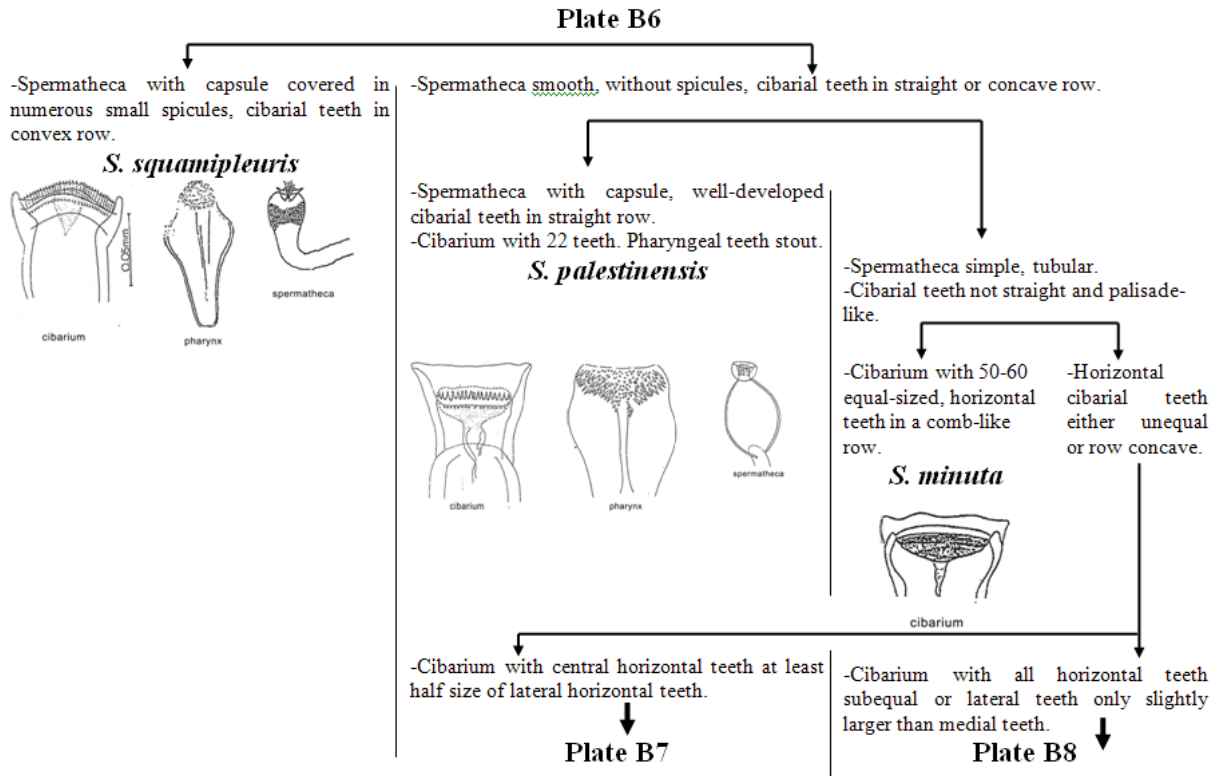 Plate B6
-Spermatheca with capsule covered in
numerous small spicules, cibarial teeth in
convex row.
S. squamipleuris
0.05mm
cibarium
pharynx
spermatheca
-Spermatheca smooth, without spicules, cibarial teeth in straight or concave row.
-Spermatheca with capsule, well-developed
cibarial teeth in straight row.
-Cibarium with 22 teeth. Pharyngeal teeth stout.
S. palestinensis
cibarium
pharynx
spermatheca
-Spermatheca simple, tubular.
-Cibarial teeth not straight and palisade-
like.
-Cibarium with 50-60
equal-sized, horizontal
teeth in a comb-like
row.
S. minuta
cibarium
-Horizontal
cibarial teeth
either unequal
or row concave.
-Cibarium with central horizontal teeth at least
half size of lateral horizontal teeth.
Plate B7
-Cibarium with all horizontal teeth
subequal or lateral teeth only slightly
larger than medial teeth.
Plate B8